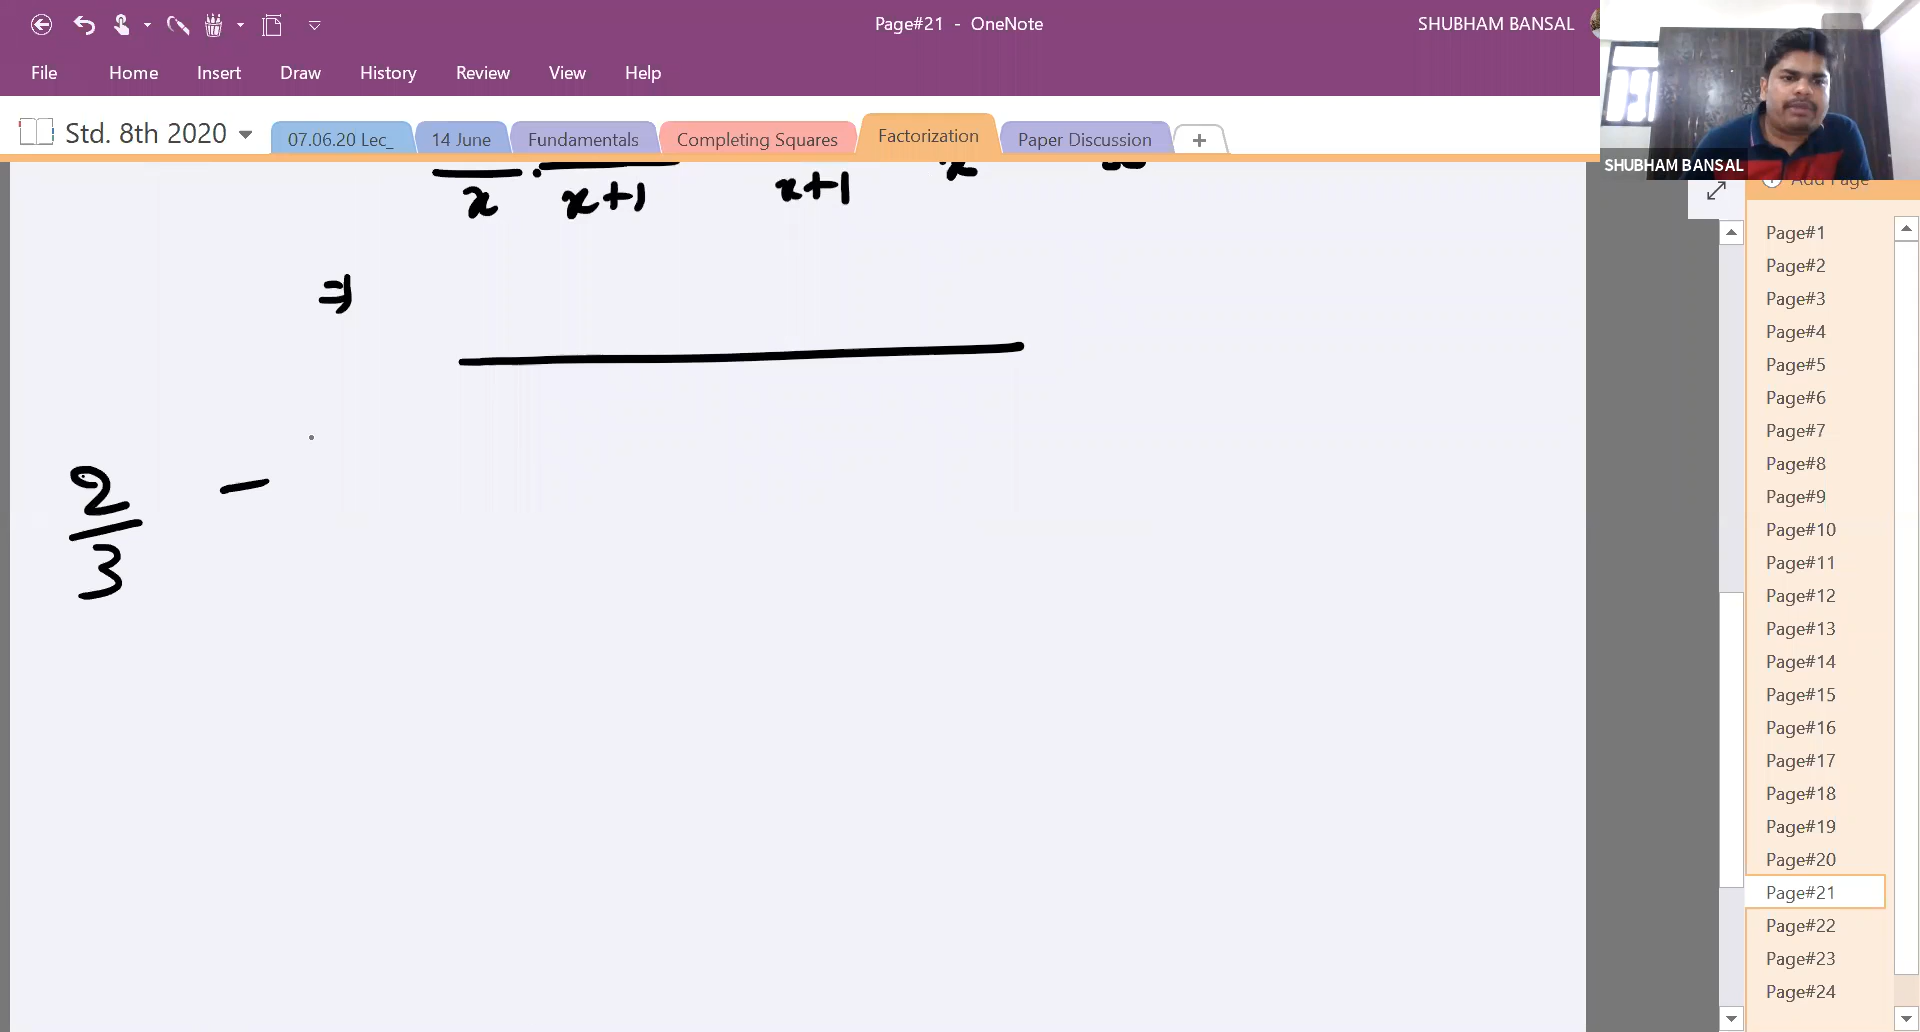 Page#21 - OneNote
SHUBHAM BANSAL
File Home Insert Draw History Review View Help
Std. 8th 2020
07.06.20 Lec_ 14 June Fundamentals Completing Squares Factorization Paper Discussion +
SHUBHAM BANSAL
Add Page
x x+1 x+1 x
⇒
2/3 −
Page#1
Page#2
Page#3
Page#4
Page#5
Page#6
Page#7
Page#8
Page#9
Page#10
Page#11
Page#12
Page#13
Page#14
Page#15
Page#16
Page#17
Page#18
Page#19
Page#20
Page#21
Page#22
Page#23
Page#24